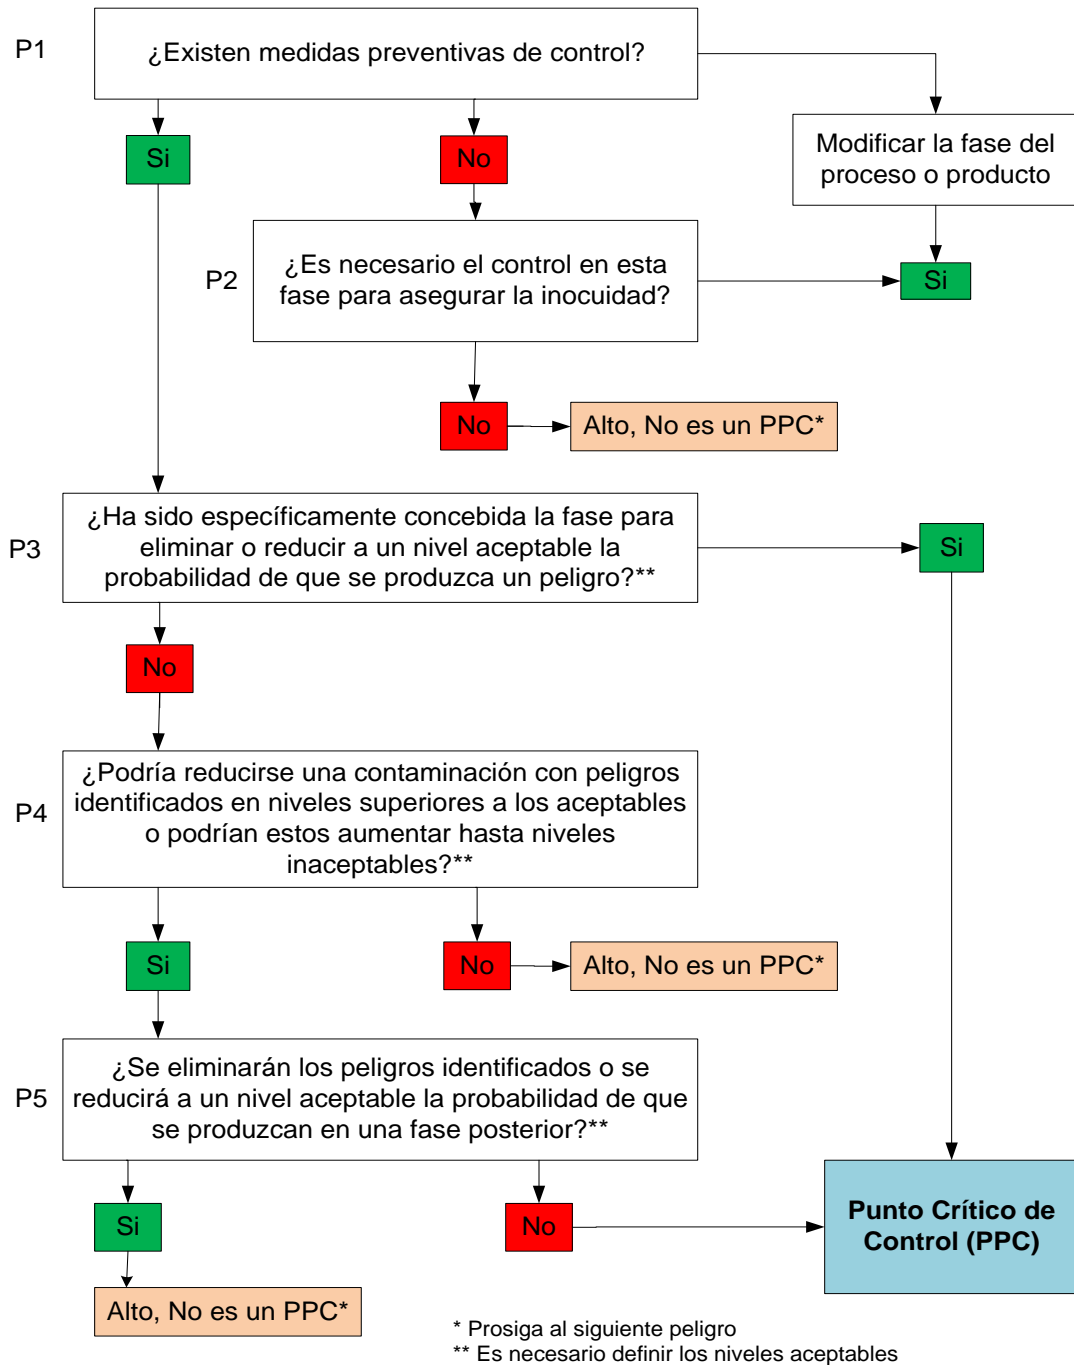 P1
¿Existen medidas preventivas de control?
Si
No
Modificar la fase del
proceso o producto
P2
¿Es necesario el control en esta
fase para asegurar la inocuidad?
Si
No
Alto, No es un PPC*
P3
¿Ha sido específicamente concebida la fase para
eliminar o reducir a un nivel aceptable la
probabilidad de que se produzca un peligro?**
Si
No
P4
¿Podría reducirse una contaminación con peligros
identificados en niveles superiores a los aceptables
o podrían estos aumentar hasta niveles
inaceptables?**
Si
No
Alto, No es un PPC*
P5
¿Se eliminarán los peligros identificados o se
reducirá a un nivel aceptable la probabilidad de que
se produzcan en una fase posterior?**
Si
No
Punto Crítico de
Control (PPC)
Alto, No es un PPC*
* Prosiga al siguiente peligro
** Es necesario definir los niveles aceptables